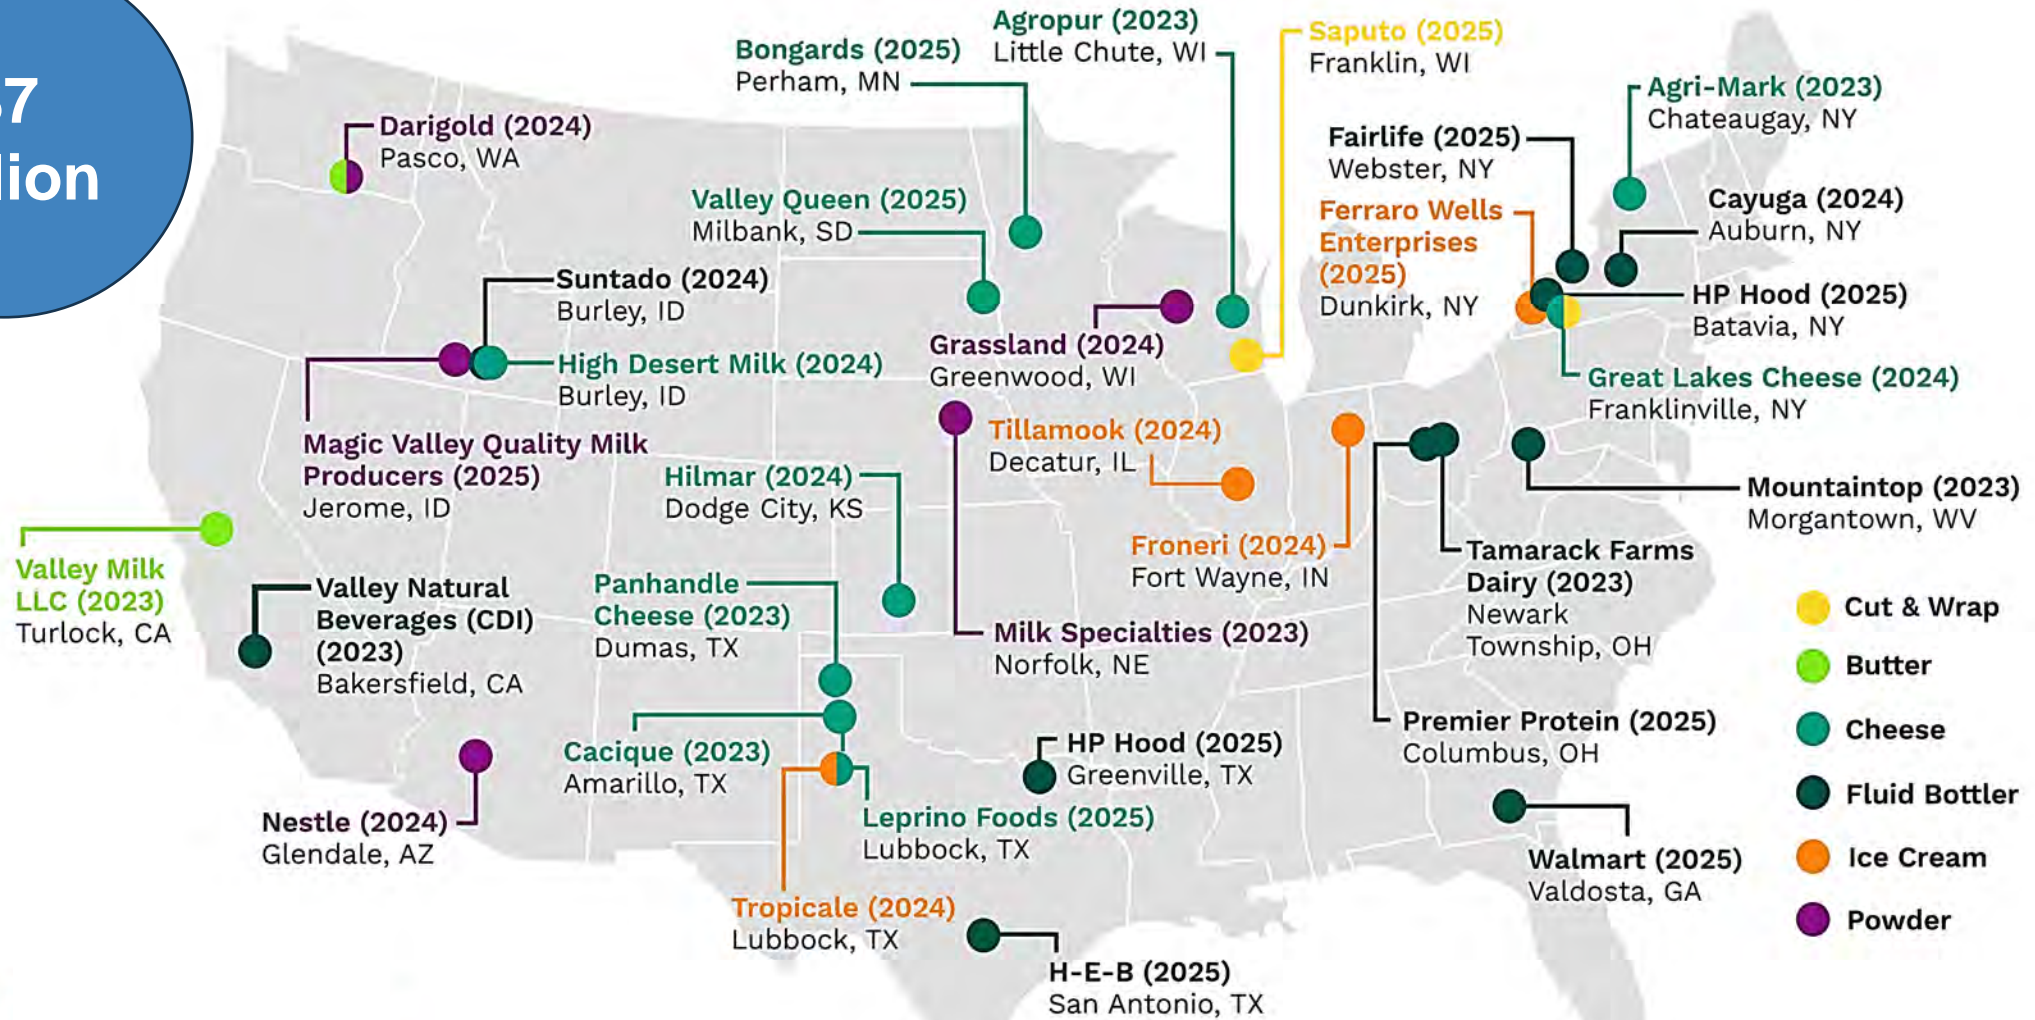 7
lion
Darigold (2024)
Pasco, WA
Bongards (2025)
Perham, MN
Agropur (2023)
Little Chute, WI
Saputo (2025)
Franklin, WI
Agri-Mark (2023)
Chateaugay, NY
Fairlife (2025)
Webster, NY
Cayuga (2024)
Auburn, NY
Valley Queen (2025)
Milbank, SD
Ferraro Wells
Enterprises
(2025)
Dunkirk, NY
HP Hood (2025)
Batavia, NY
Suntado (2024)
Burley, ID
High Desert Milk (2024)
Burley, ID
Grassland (2024)
Greenwood, WI
Great Lakes Cheese (2024)
Franklinville, NY
Magic Valley Quality Milk
Producers (2025)
Jerome, ID
Hilmar (2024)
Dodge City, KS
Tillamook (2024)
Decatur, IL
Mountaintop (2023)
Morgantown, WV
Froneri (2024)
Fort Wayne, IN
Tamarack Farms
Dairy (2023)
Newark
Township, OH
Valley Milk
LLC (2023)
Turlock, CA
Valley Natural
Beverages (CDI)
(2023)
Bakersfield, CA
Panhandle
Cheese (2023)
Dumas, TX
Milk Specialties (2023)
Norfolk, NE
Premier Protein (2025)
Columbus, OH
Cacique (2023)
Amarillo, TX
HP Hood (2025)
Greenville, TX
Nestle (2024)
Glendale, AZ
Leprino Foods (2025)
Lubbock, TX
Walmart (2025)
Valdosta, GA
Tropicale (2024)
Lubbock, TX
H-E-B (2025)
San Antonio, TX
Cut & Wrap
Butter
Cheese
Fluid Bottler
Ice Cream
Powder